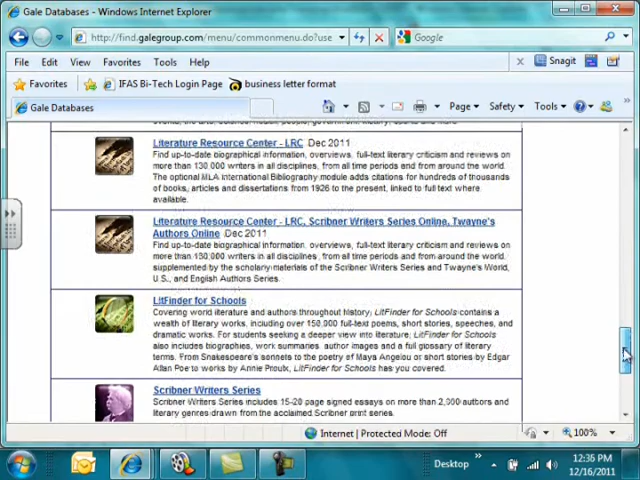 Gale Databases - Windows Internet Explorer
http://find.galegroup.com/menu/commonmenu.do?use
Google
File Edit View Favorites Tools Help
Snagit
Favorites IFAS Bi-Tech Login Page business letter format
Gale Databases
Page Safety Tools
Literature Resource Center - LRC Dec 2011
Find up-to-date biographical information, overviews, full-text literary criticism and reviews on
more than 130,000 writers in all disciplines, from all time periods and from around the world.
The optional MLA International Bibliography module adds citations for hundreds of thousands
of books, articles and dissertations from 1926 to the present, linked to full text where
available.
Literature Resource Center - LRC, Scribner Writers Series Online, Twayne's
Authors Online Dec 2011
Find up-to-date biographical information, overviews, full-text literary criticism and reviews on
more than 130,000 writers in all disciplines, from all time periods and from around the world,
supplemented by the scholarly materials of the Scribner Writers Series and Twayne's World,
U.S., and English Authors Series.
LitFinder for Schools
Covering world literature and authors throughout history, LitFinder for Schools contains a
wealth of literary works, including over 150,000 full-text poems, short stories, speeches, and
dramatic works. For students seeking a deeper view into literature, LitFinder for Schools
also includes biographies, work summaries, author images and a full glossary of literary
terms. From Shakespeare's sonnets to the poetry of Maya Angelou or short stories by Edgar
Allan Poe to works by Annie Proulx, LitFinder for Schools has you covered.
Scribner Writers Series
Scribner Writers Series includes 15-20 page signed essays on more than 2,000 authors and
literary genres drawn from the acclaimed Scribner print series.
Internet | Protected Mode: Off
100%
Desktop
12:35 PM
12/16/2011